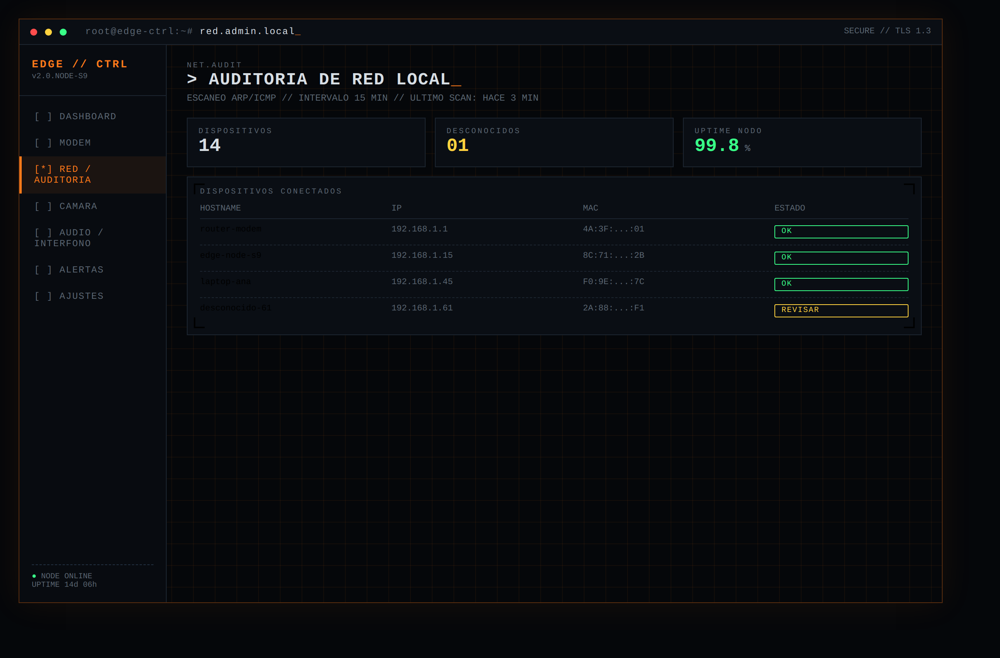 root@edge-ctrl:~# red.admin.local_
SECURE // TLS 1.3
EDGE // CTRL
v2.0.NODE-S9
[ ] DASHBOARD
[ ] MODEM
[*] RED /
AUDITORIA
[ ] CAMARA
[ ] AUDIO /
INTERFONO
[ ] ALERTAS
[ ] AJUSTES
● NODE ONLINE
UPTIME 14d 06h
NET.AUDIT
> AUDITORIA DE RED LOCAL_
ESCANEO ARP/ICMP // INTERVALO 15 MIN // ULTIMO SCAN: HACE 3 MIN
DISPOSITIVOS
14
DESCONOCIDOS
01
UPTIME NODO
99.8 %
DISPOSITIVOS CONECTADOS
HOSTNAME IP MAC ESTADO
router-modem 192.168.1.1 4A:3F:...:01 OK
edge-node-s9 192.168.1.15 8C:71:...:2B OK
laptop-ana 192.168.1.45 F0:9E:...:7C OK
desconocido-61 192.168.1.61 2A:88:...:F1 REVISAR